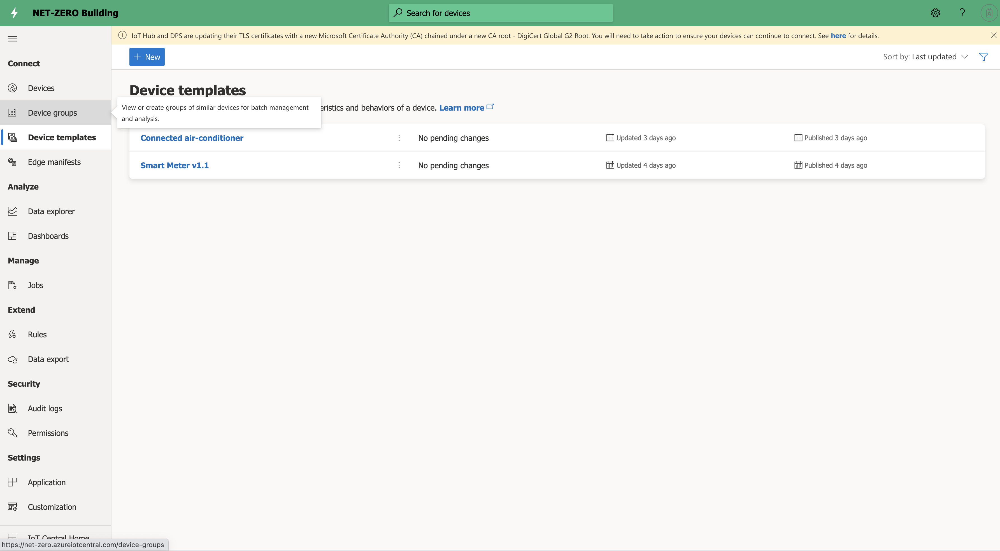 NET-ZERO Building
Search for devices
IoT Hub and DPS are updating their TLS certificates with a new Microsoft Certificate Authority (CA) chained under a new CA root - DigiCert Global G2 Root. You will need to take action to ensure your devices can continue to connect. See here for details.
New
Sort by: Last updated
Connect
Devices
Device groups
Device templates
Edge manifests
Analyze
Data explorer
Dashboards
Manage
Jobs
Extend
Rules
Data export
Security
Audit logs
Permissions
Settings
Application
Customization
IoT Central Home
https://net-zero.azureiotcentral.com/device-groups
Device templates
View or create groups of similar devices for batch management
and analysis.
and behaviors of a device. Learn more
Connected air-conditioner No pending changes Updated 3 days ago Published 3 days ago
Smart Meter v1.1 No pending changes Updated 4 days ago Published 4 days ago